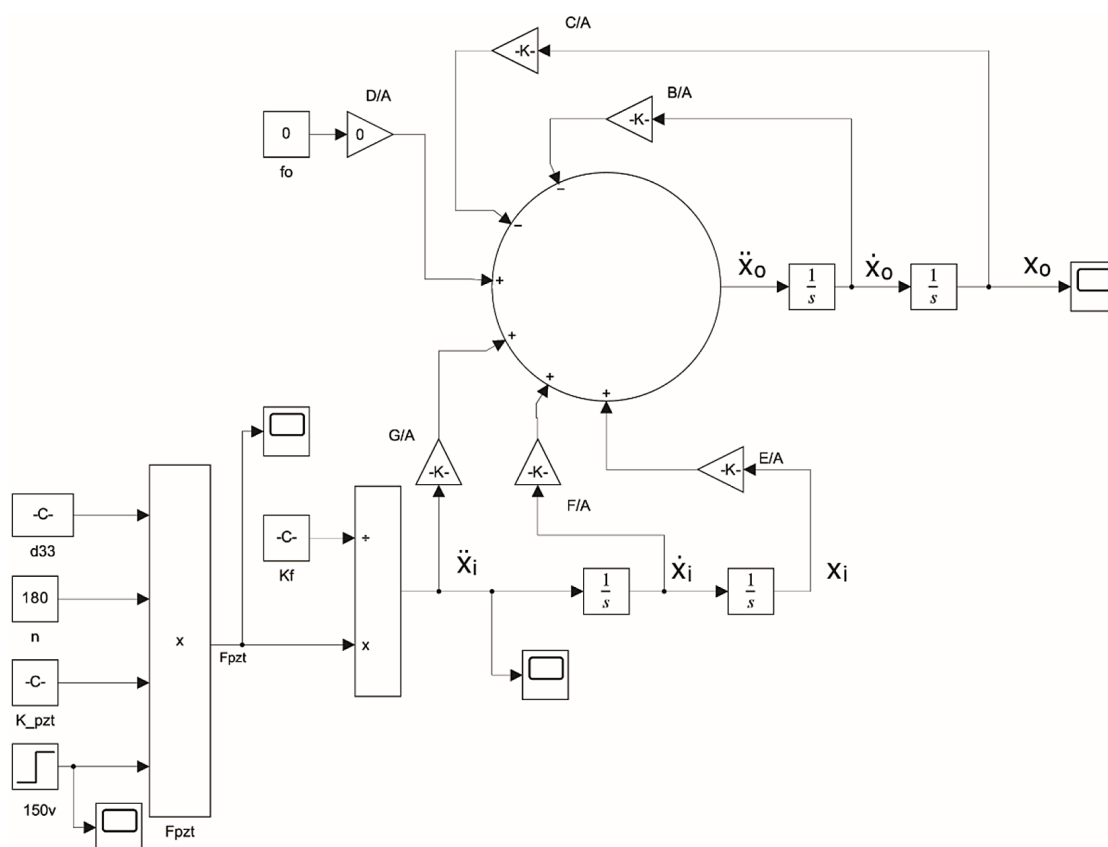 C/A
-K-
B/A
-K-
D/A
0
0
fo
−
−
+
ẍo
1/s
ẋo
1/s
xo
+
+
+
G/A
-K-
-K-
F/A
-K-
E/A
-C-
d33
180
n
-C-
K_pzt
150v
x
Fpzt
Fpzt
-C-
Kf
÷
x
ẍi
1/s
ẋi
1/s
xi